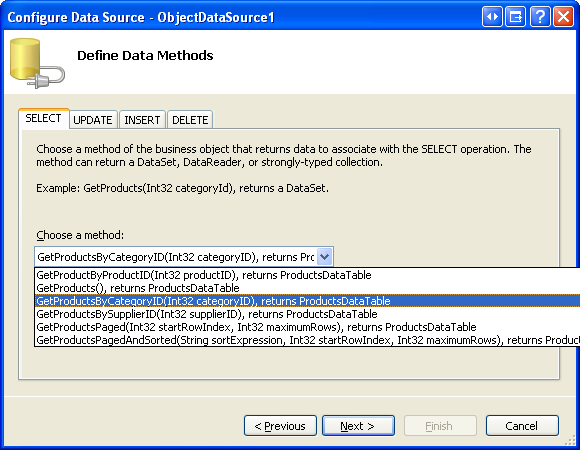 Configure Data Source - ObjectDataSource1
Define Data Methods
SELECT UPDATE INSERT DELETE
Choose a method of the business object that returns data to associate with the SELECT operation. The
method can return a DataSet, DataReader, or strongly-typed collection.
Example: GetProducts(Int32 categoryId), returns a DataSet.
Choose a method:
GetProductsByCategoryID(Int32 categoryID), returns Prc
GetProductByProductID(Int32 productID), returns ProductsDataTable
GetProducts(), returns ProductsDataTable
GetProductsByCategoryID(Int32 categoryID), returns ProductsDataTable
GetProductsBySupplierID(Int32 supplierID), returns ProductsDataTable
GetProductsPaged(Int32 startRowIndex, Int32 maximumRows), returns ProductsDataTable
GetProductsPagedAndSorted(String sortExpression, Int32 startRowIndex, Int32 maximumRows), returns Product
< Previous Next > Finish Cancel